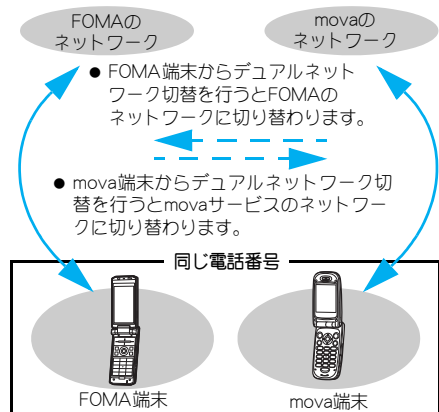 FOMAの
ネットワーク
movaの
ネットワーク
● FOMA端末からデュアルネット
ワーク切替を行うとFOMAの
ネットワークに切り替わります。
● mova端末からデュアルネットワーク切
替を行うとmovaサービスのネットワー
クに切り替わります。
同じ電話番号
FOMA端末
mova端末